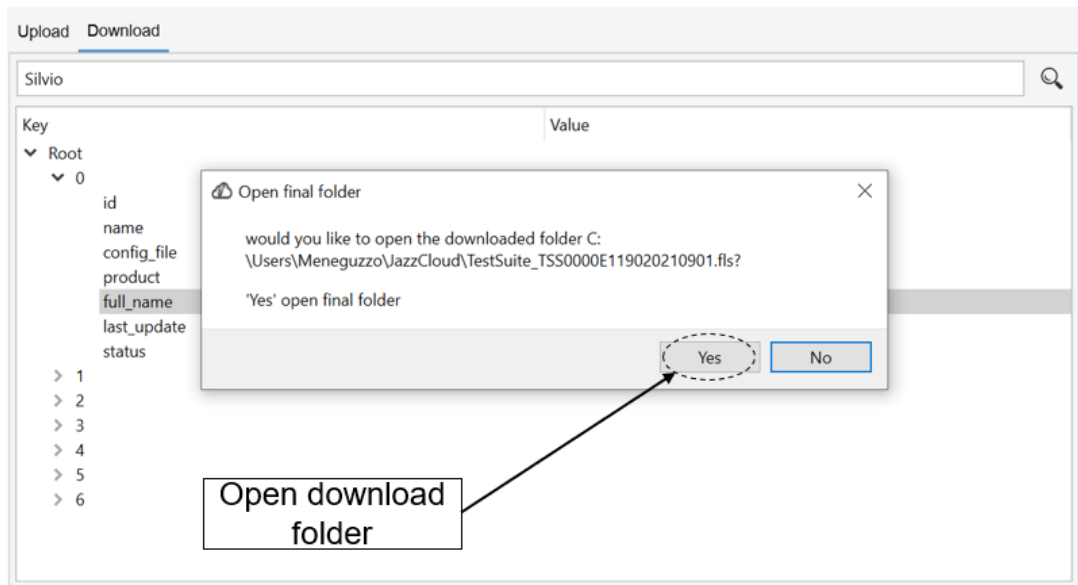 Upload Download
Silvio
Key Value
Root
0
id
name
config_file
product
full_name
last_update
status
1
2
3
4
5
6
Open final folder
would you like to open the downloaded folder C:
\Users\Meneguzzo\JazzCloud\TestSuite_TSS0000E119020210901.fls?
'Yes' open final folder
Yes No
Open download
folder